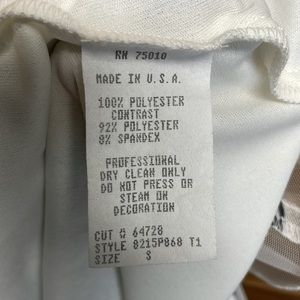 RN 75010
MADE IN U.S.A.
100% POLYESTER
CONTRAST
92% POLYESTER
8% SPANDEX
PROFESSIONAL
DRY CLEAN ONLY
DO NOT PRESS OR
STEAM ON
DECORATION
CUT # 64728
STYLE 8215P868 T1
SIZE S